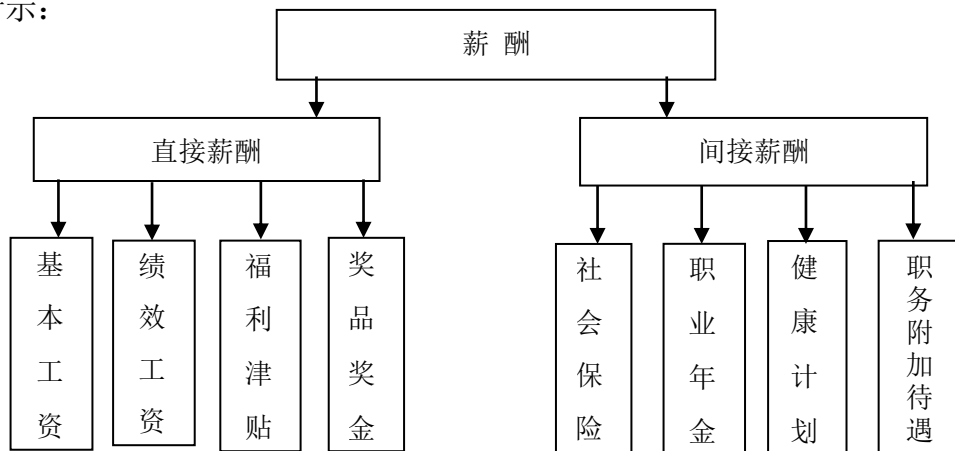 示：
薪 酬
直接薪酬
间接薪酬
基本工资
绩效工资
福利津贴
奖品奖金
社会保险
职业年金
健康计划
职务附加待遇